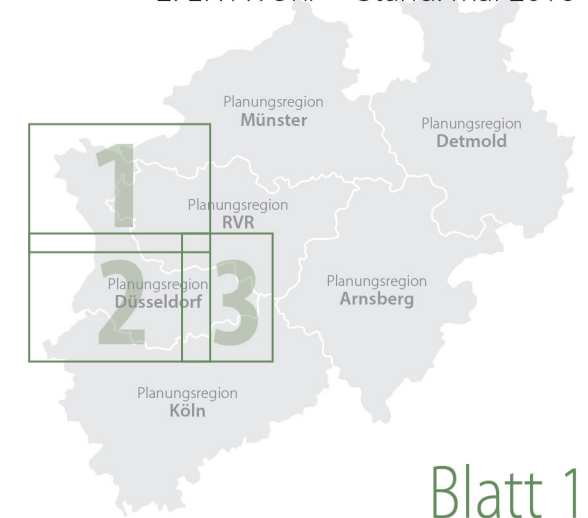 Planungsregion
Münster
Planungsregion
Detmold
1
Planungsregion
RVR
Planungsregion
Düsseldorf
2
3
Planungsregion
Arnsberg
Planungsregion
Köln
Blatt 1